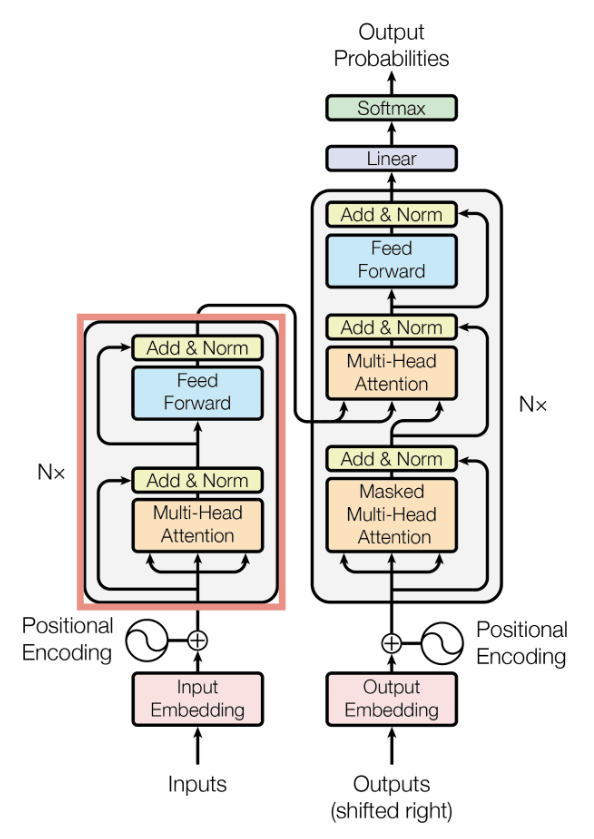 Output
Probabilities
Softmax
Linear
Add & Norm
Feed
Forward
Add & Norm
Multi-Head
Attention
Add & Norm
Masked
Multi-Head
Attention
N×
Add & Norm
Feed
Forward
Add & Norm
Multi-Head
Attention
N×
Positional
Encoding
Positional
Encoding
Input
Embedding
Output
Embedding
Inputs
Outputs
(shifted right)